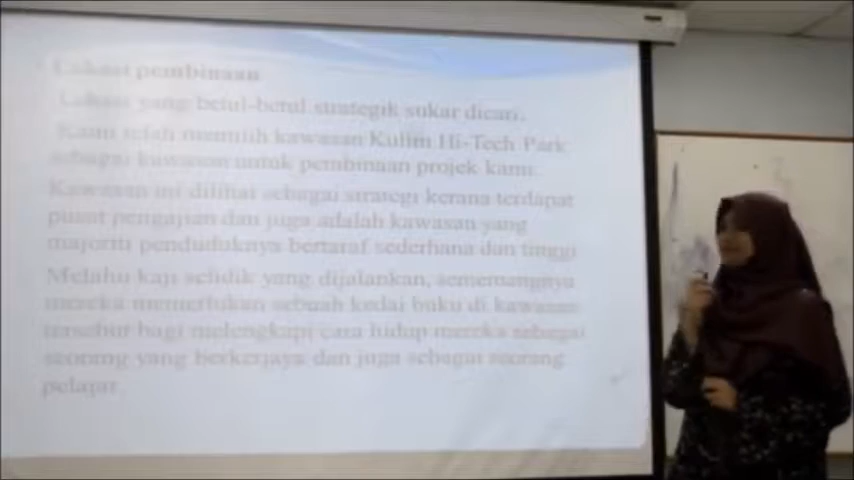 Lokasi pembinaan
Lokasi yang betul-betul strategik sukar dicari.
Kami telah memilih kawasan Kulim Hi-Tech Park
sebagai kawasan untuk pembinaan projek kami.
Kawasan ini dilihat sebagai strategi kerana terdapat
pusat pengajian dan juga adalah kawasan yang
majoriti penduduknya bertaraf sederhana dan tinggi
Melalui kaji selidik yang dijalankan, sememangnya
mereka memerlukan sebuah kedai buku di kawasan
tersebut bagi melengkapi cara hidup mereka sebagai
seorang yang berkerjaya dan juga sebagai seorang
pelajar